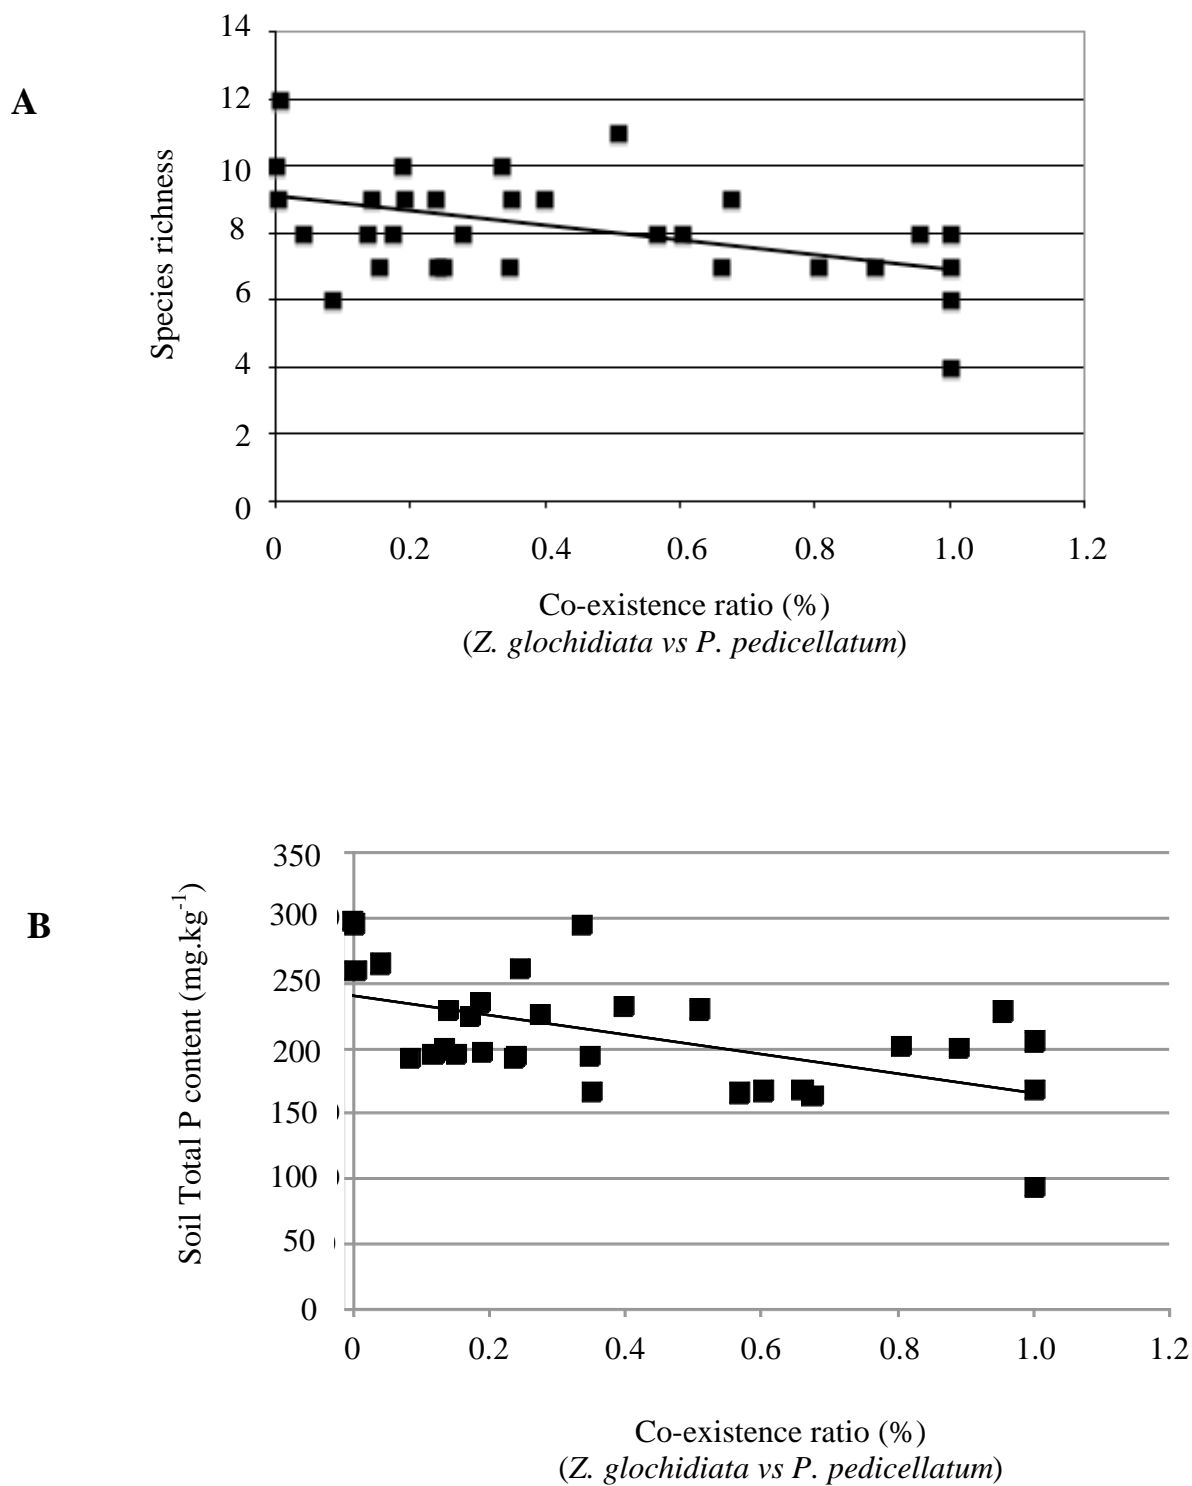 A
Species richness
14
12
10
8
6
4
2
0
0 0.2 0.4 0.6 0.8 1.0 1.2
Co-existence ratio (%)
(Z. glochidiata vs P. pedicellatum)
B
Soil Total P content (mg.kg-1)
350
300
250
200
150
100
50
0
0 0.2 0.4 0.6 0.8 1.0 1.2
Co-existence ratio (%)
(Z. glochidiata vs P. pedicellatum)